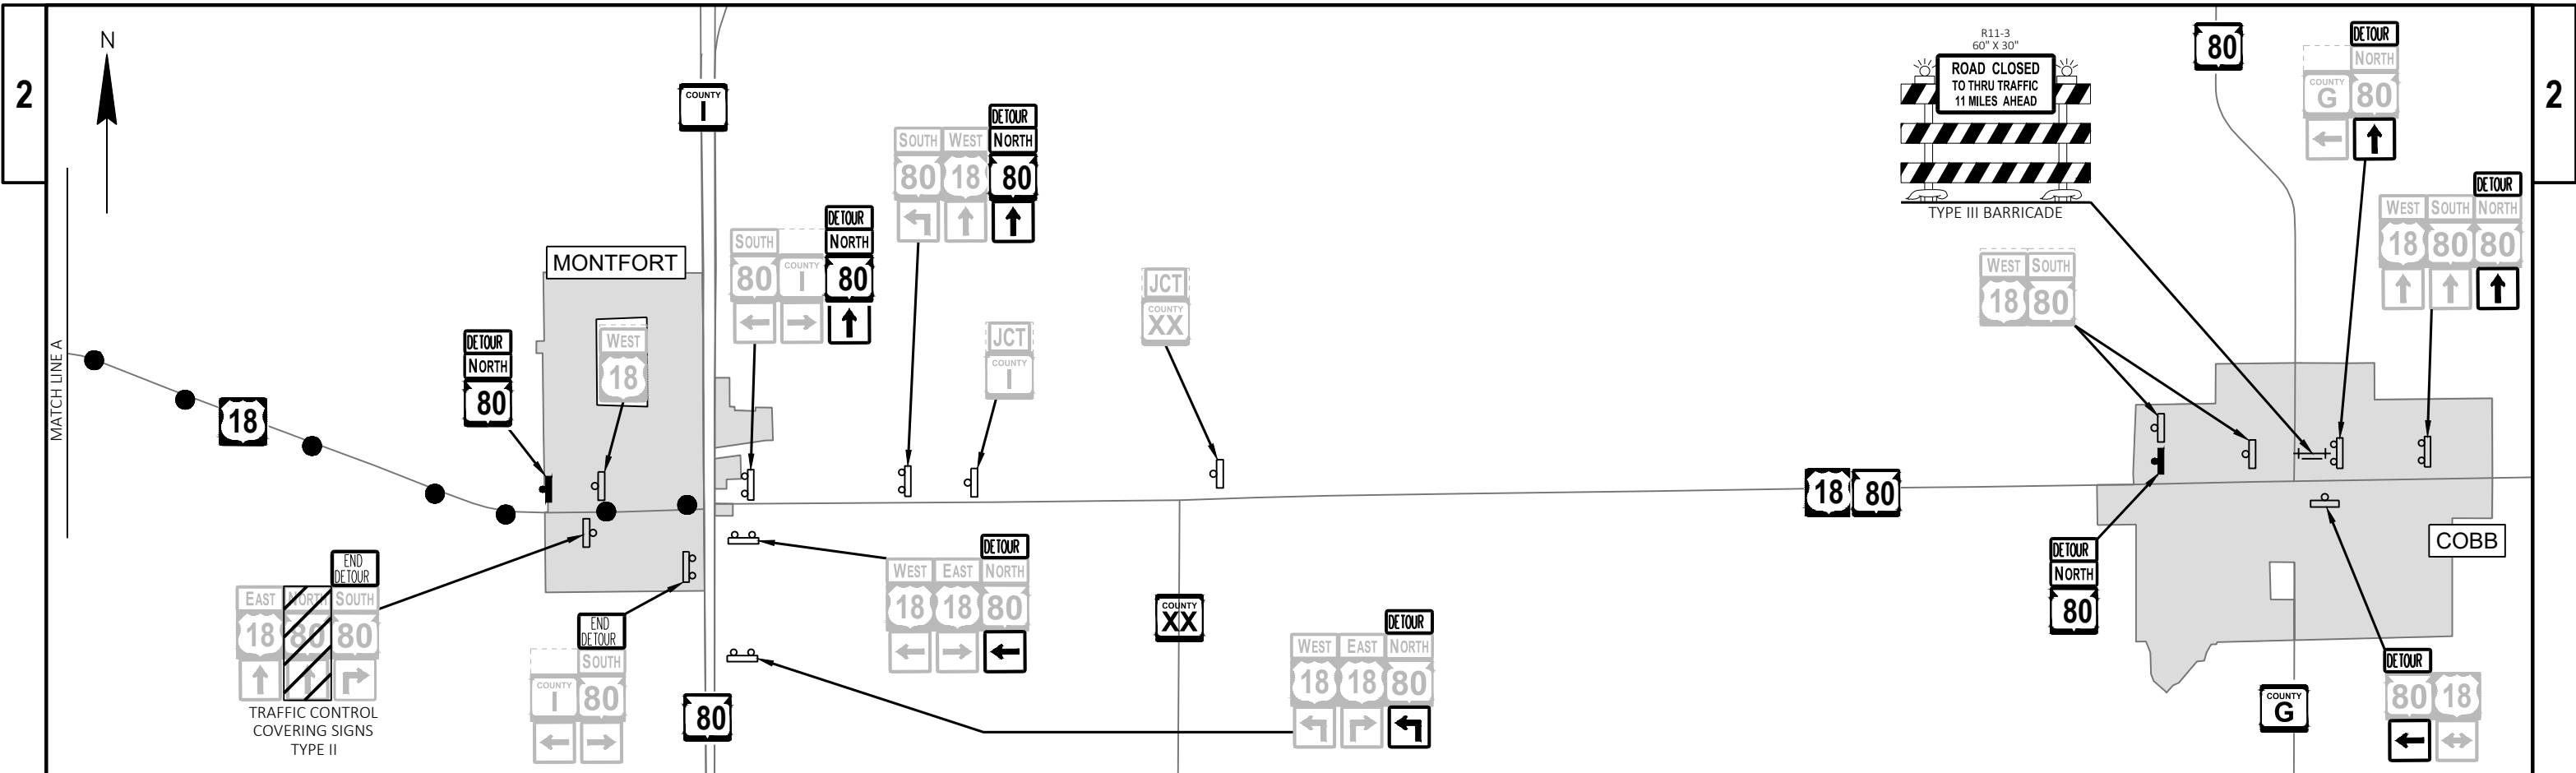 2
N
MATCH LINE A
18
DETOUR
NORTH
80
MONTFORT
WEST
18
EAST NORTH SOUTH
END DETOUR
18 80 80
TRAFFIC CONTROL
COVERING SIGNS
TYPE II
END DETOUR
SOUTH
COUNTY I 80
COUNTY
I
80
DETOUR
SOUTH NORTH
80 COUNTY I 80
DETOUR
SOUTH WEST NORTH
80 18 80
JCT
COUNTY
I
JCT
COUNTY
XX
DETOUR
WEST EAST NORTH
18 18 80
COUNTY
XX
DETOUR
WEST EAST NORTH
18 18 80
18 80
R11-3
60" X 30"
ROAD CLOSED
TO THRU TRAFFIC
11 MILES AHEAD
TYPE III BARRICADE
WEST SOUTH
18 80
DETOUR
NORTH
80
80
DETOUR
NORTH
COUNTY G 80
DETOUR
WEST SOUTH NORTH
18 80 80
COBB
COUNTY
G
DETOUR
80 18
2